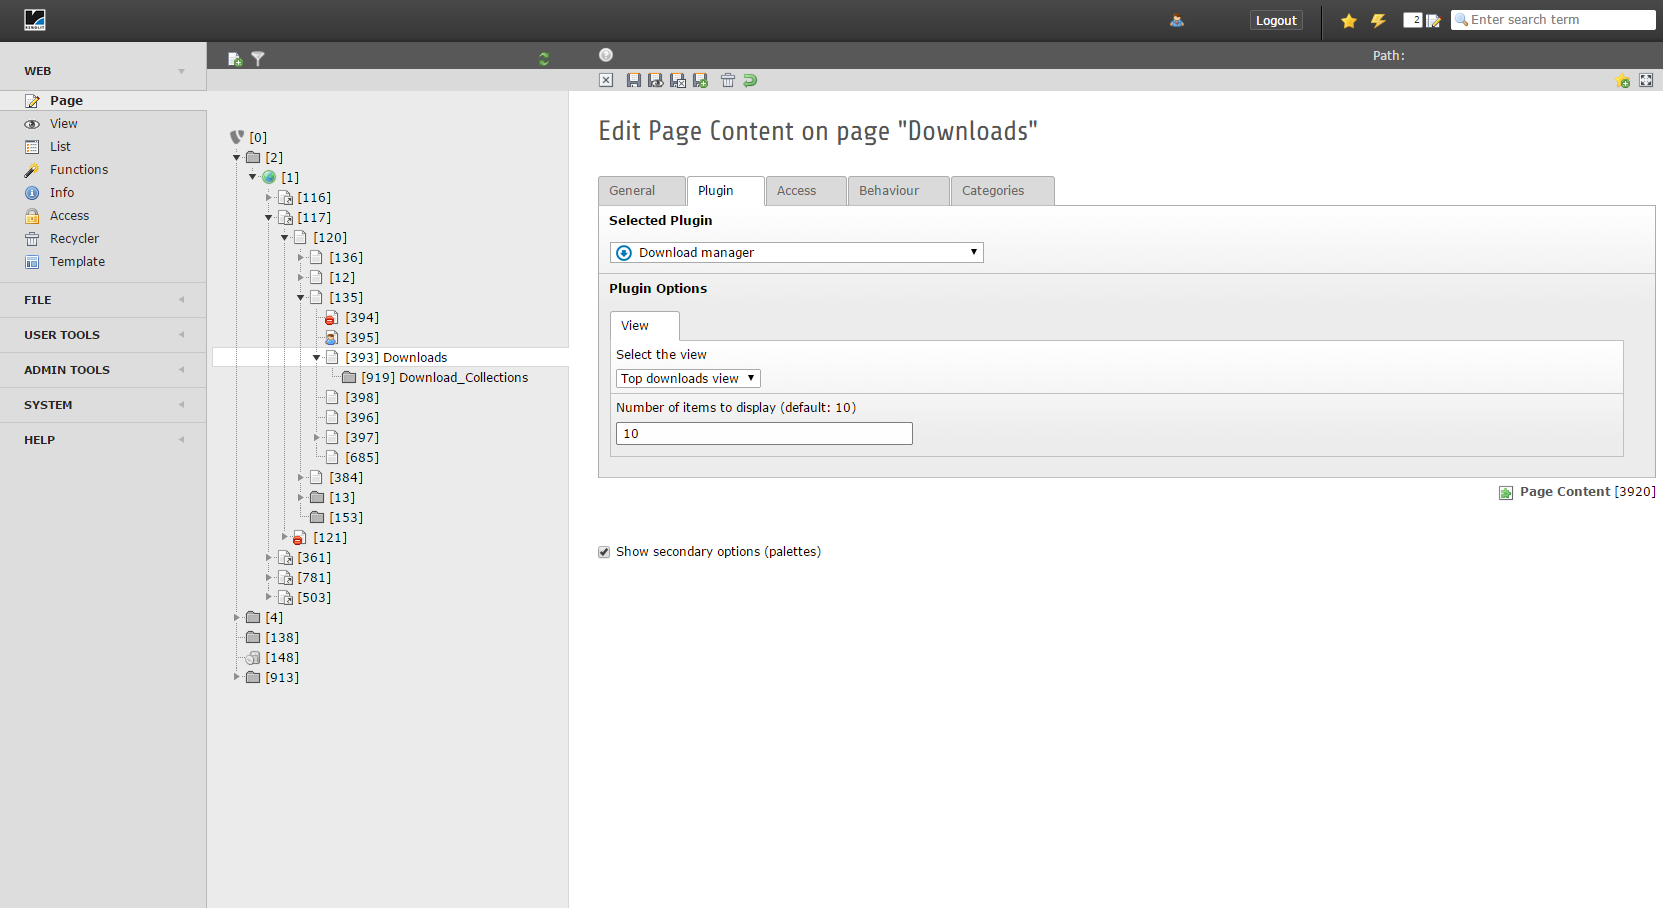 Logout
2
Enter search term
Path:
WEB
Page
View
List
Functions
Info
Access
Recycler
Template
FILE
USER TOOLS
ADMIN TOOLS
SYSTEM
HELP
[0]
[2]
[1]
[116]
[117]
[120]
[136]
[12]
[135]
[394]
[395]
[393] Downloads
[919] Download_Collections
[398]
[396]
[397]
[685]
[384]
[13]
[153]
[121]
[361]
[781]
[503]
[4]
[138]
[148]
[913]
Edit Page Content on page "Downloads"
General Plugin Access Behaviour Categories
Selected Plugin
Download manager
Plugin Options
View
Select the view
Top downloads view
Number of items to display (default: 10)
10
Page Content [3920]
Show secondary options (palettes)